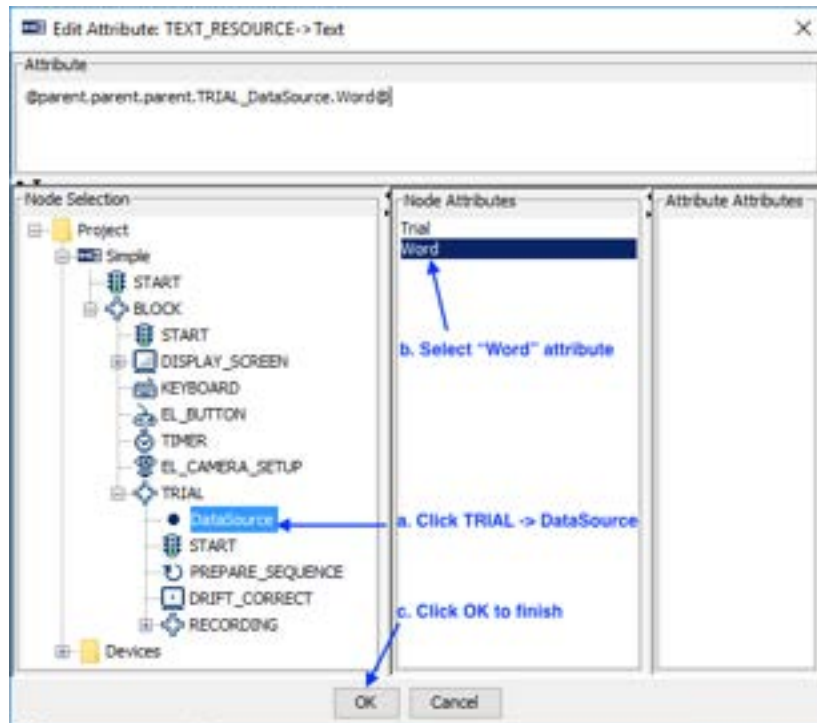 Edit Attribute: TEXT_RESOURCE->Text
Attribute
@parent.parent.parent.TRIAL_DataSource.Word@
Node Selection
Project
Simple
START
BLOCK
START
DISPLAY_SCREEN
KEYBOARD
EL_BUTTON
TIMER
EL_CAMERA_SETUP
TRIAL
DataSource
START
PREPARE_SEQUENCE
DRIFT_CORRECT
RECORDING
Devices
Node Attributes
Trial
Word
b. Select “Word” attribute
a. Click TRIAL -> DataSource
c. Click OK to finish
Attribute Attributes
OK Cancel